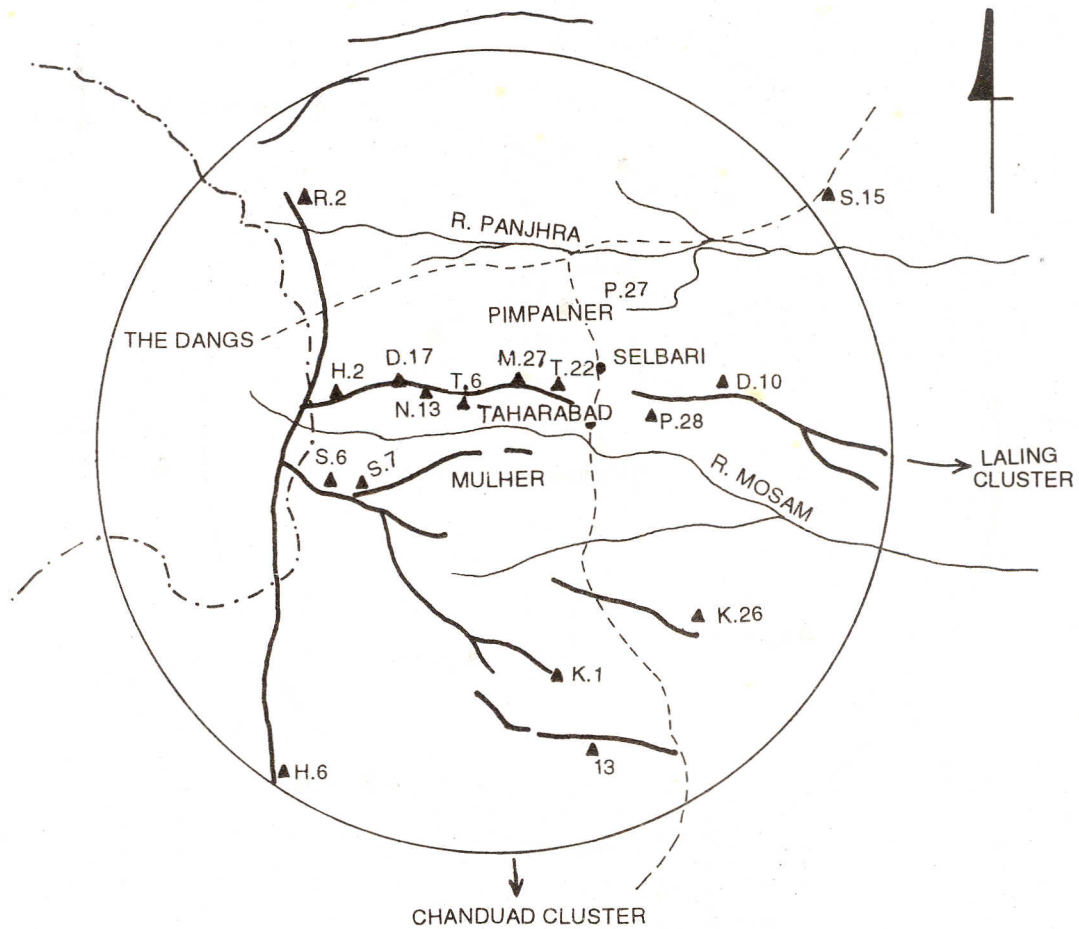 R.2
S.15
R. PANJHRA
P.27
PIMPALNER
THE DANGS
SELBARI
D.17
M.27
T.22
H.2
T.6
D.10
N.13
TAHARABAD
P.28
S.6
S.7
MULHER
R. MOSAM
LALING
CLUSTER
K.26
K.1
13
H.6
CHANDUAD CLUSTER